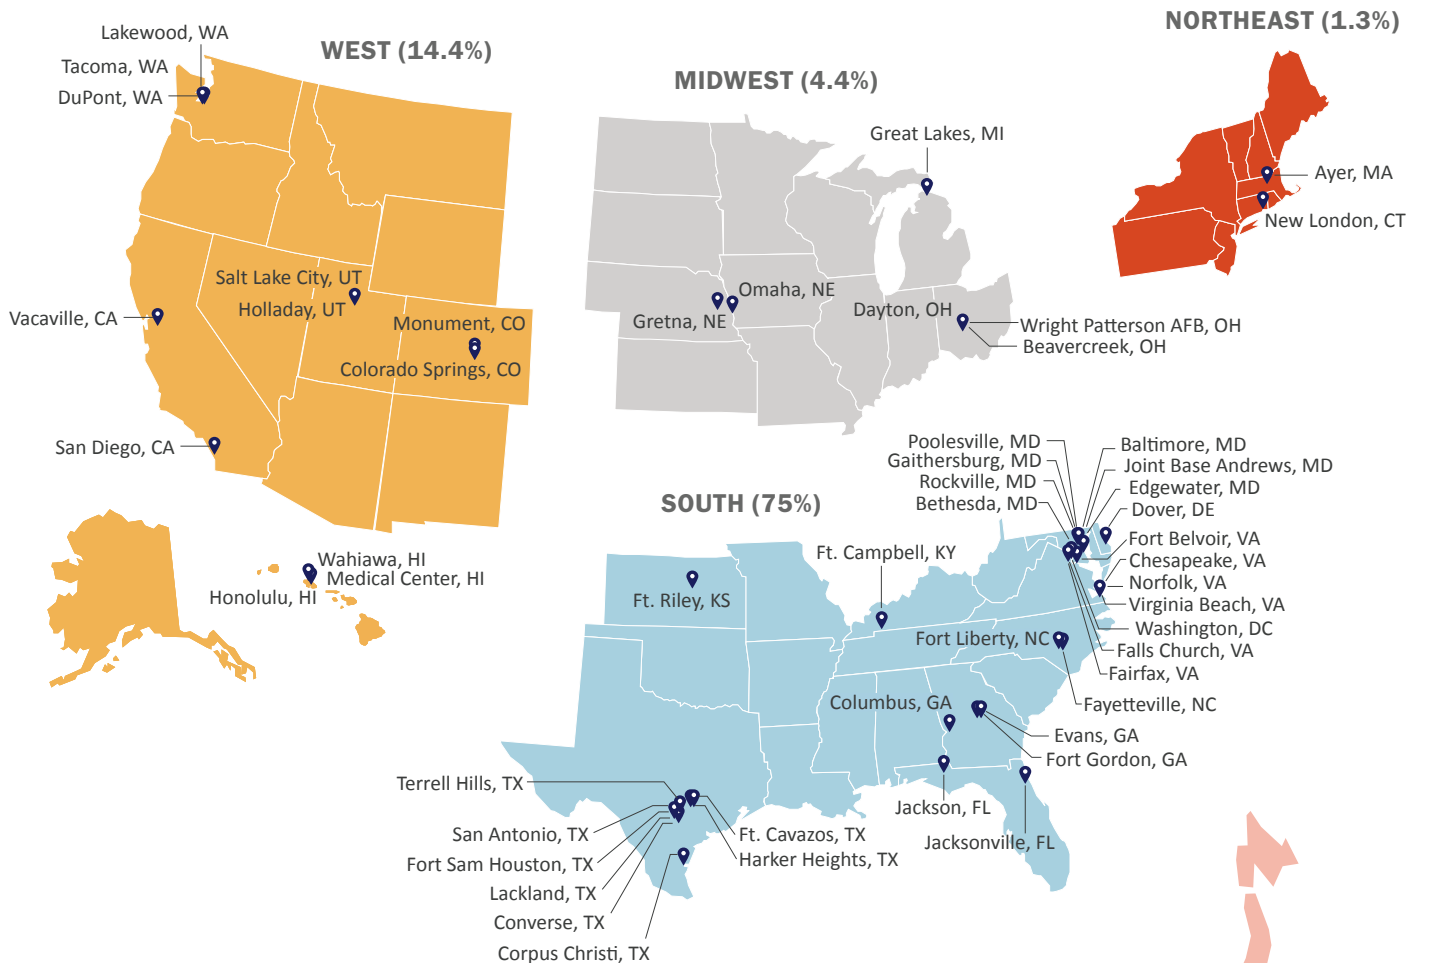 NORTHEAST (1.3%)
Lakewood, WA
WEST (14.4%)
Tacoma, WA
MIDWEST (4.4%)
DuPont, WA
Great Lakes, MI
Ayer, MA
New London, CT
Salt Lake City, UT
Holladay, UT
Omaha, NE
Gretna, NE
Dayton, OH
Vacaville, CA
Monument, CO
Wright Patterson AFB, OH
Beavercreek, OH
Colorado Springs, CO
San Diego, CA
Poolesville, MD
Gaithersburg, MD
Rockville, MD
Bethesda, MD
Baltimore, MD
Joint Base Andrews, MD
Edgewater, MD
Dover, DE
SOUTH (75%)
Fort Belvoir, VA
Chesapeake, VA
Norfolk, VA
Virginia Beach, VA
Washington, DC
Falls Church, VA
Fairfax, VA
Ft. Campbell, KY
Wahiawa, HI
Medical Center, HI
Honolulu, HI
Ft. Riley, KS
Fort Liberty, NC
Fayetteville, NC
Columbus, GA
Evans, GA
Fort Gordon, GA
Terrell Hills, TX
Jackson, FL
Jacksonville, FL
San Antonio, TX
Ft. Cavazos, TX
Fort Sam Houston, TX
Harker Heights, TX
Lackland, TX
Converse, TX
Corpus Christi, TX